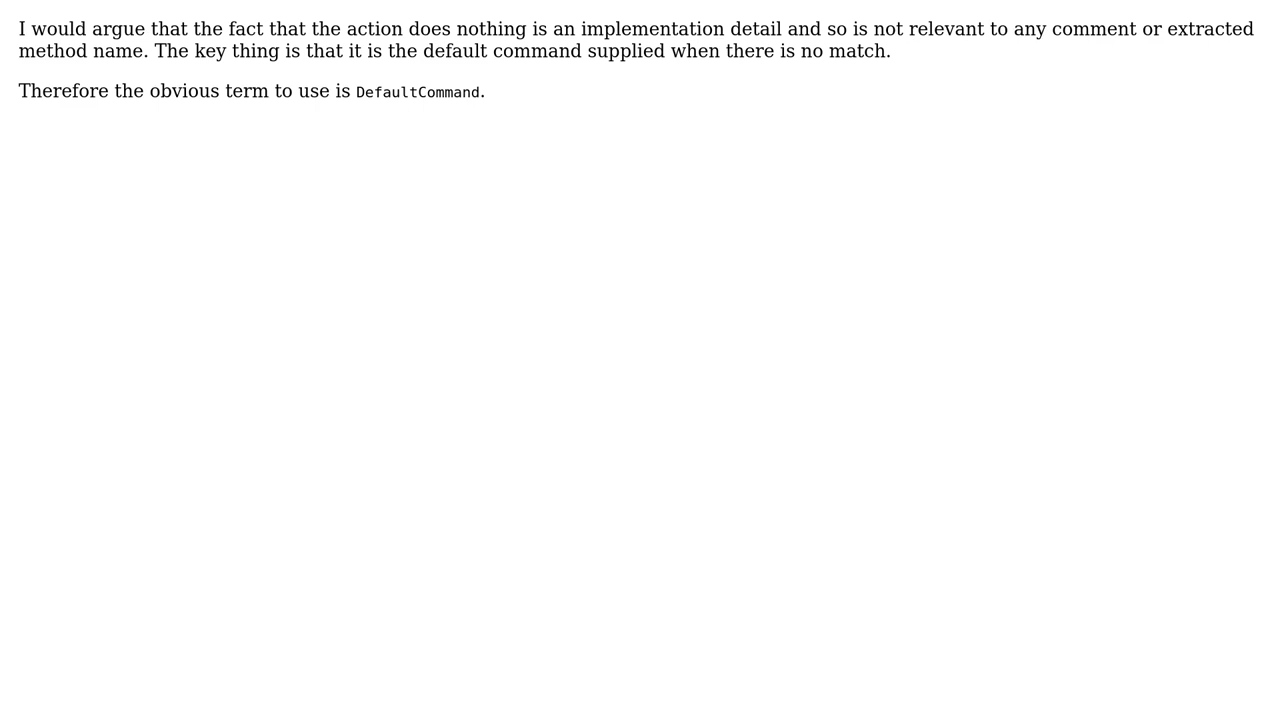 I would argue that the fact that the action does nothing is an implementation detail and so is not relevant to any comment or extracted
method name. The key thing is that it is the default command supplied when there is no match.
Therefore the obvious term to use is DefaultCommand.